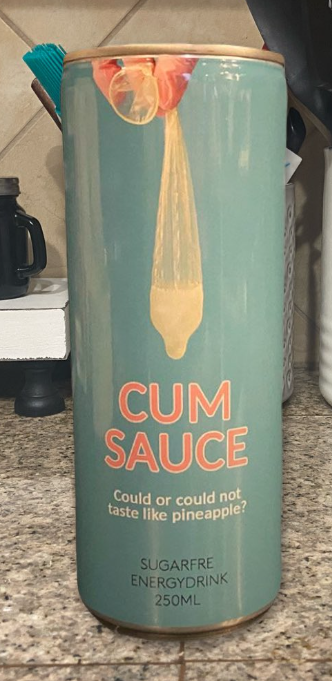 CUM
SAUCE
Could or could not
taste like pineapple?
SUGARFRE
ENERGYDRINK
250ML